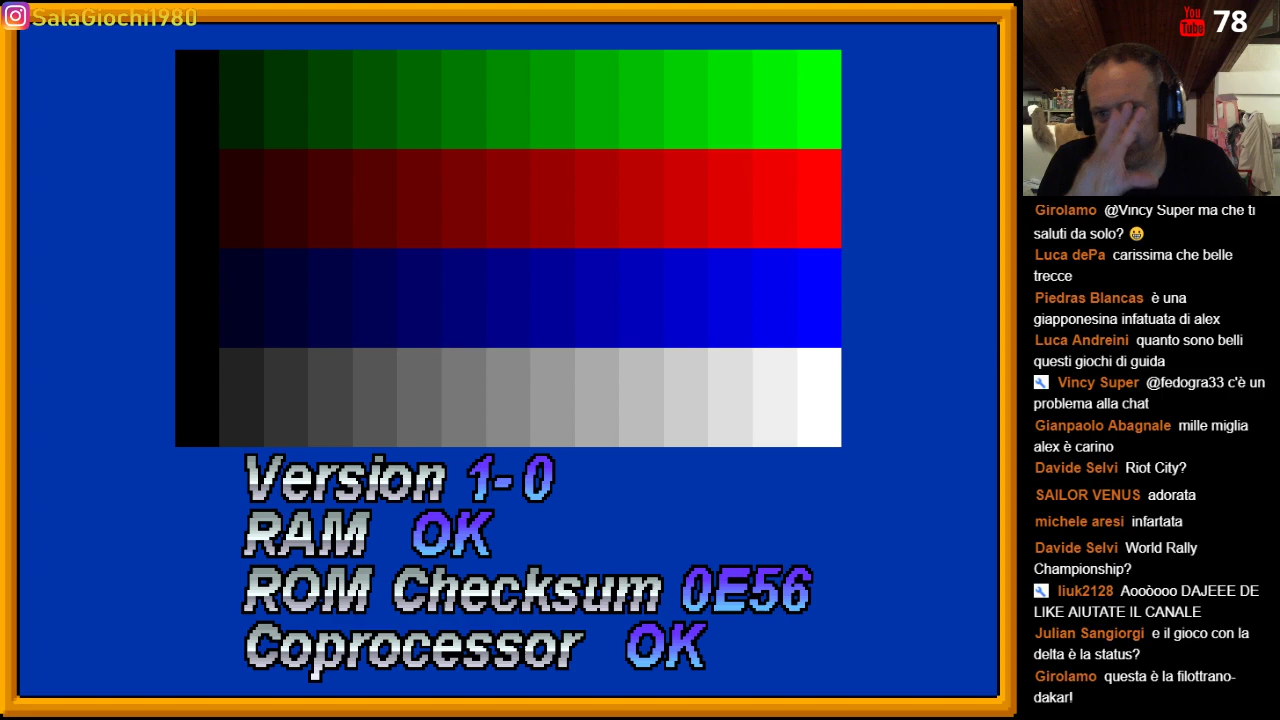 SalaGiochi1980
You
Tube
78
Version 1-0
RAM OK
ROM Checksum 0E56
Coprocessor OK
Girolamo @Vincy Super ma che ti
saluti da solo? 😀
Luca dePa carissima che belle
trecce
Piedras Blancas è una
giapponesina infatuata di alex
Luca Andreini quanto sono belli
questi giochi di guida
Vincy Super @fedogra33 c'è un
problema alla chat
Gianpaolo Abagnale mille miglia
alex è carino
Davide Selvi Riot City?
SAILOR VENUS adorata
michele aresi infartata
Davide Selvi World Rally
Championship?
liuk2128 Aooòooo DAJEEE DE
LIKE AIUTATE IL CANALE
Julian Sangiorgi e il gioco con la
delta è la status?
Girolamo questa è la filottrano-
dakar!